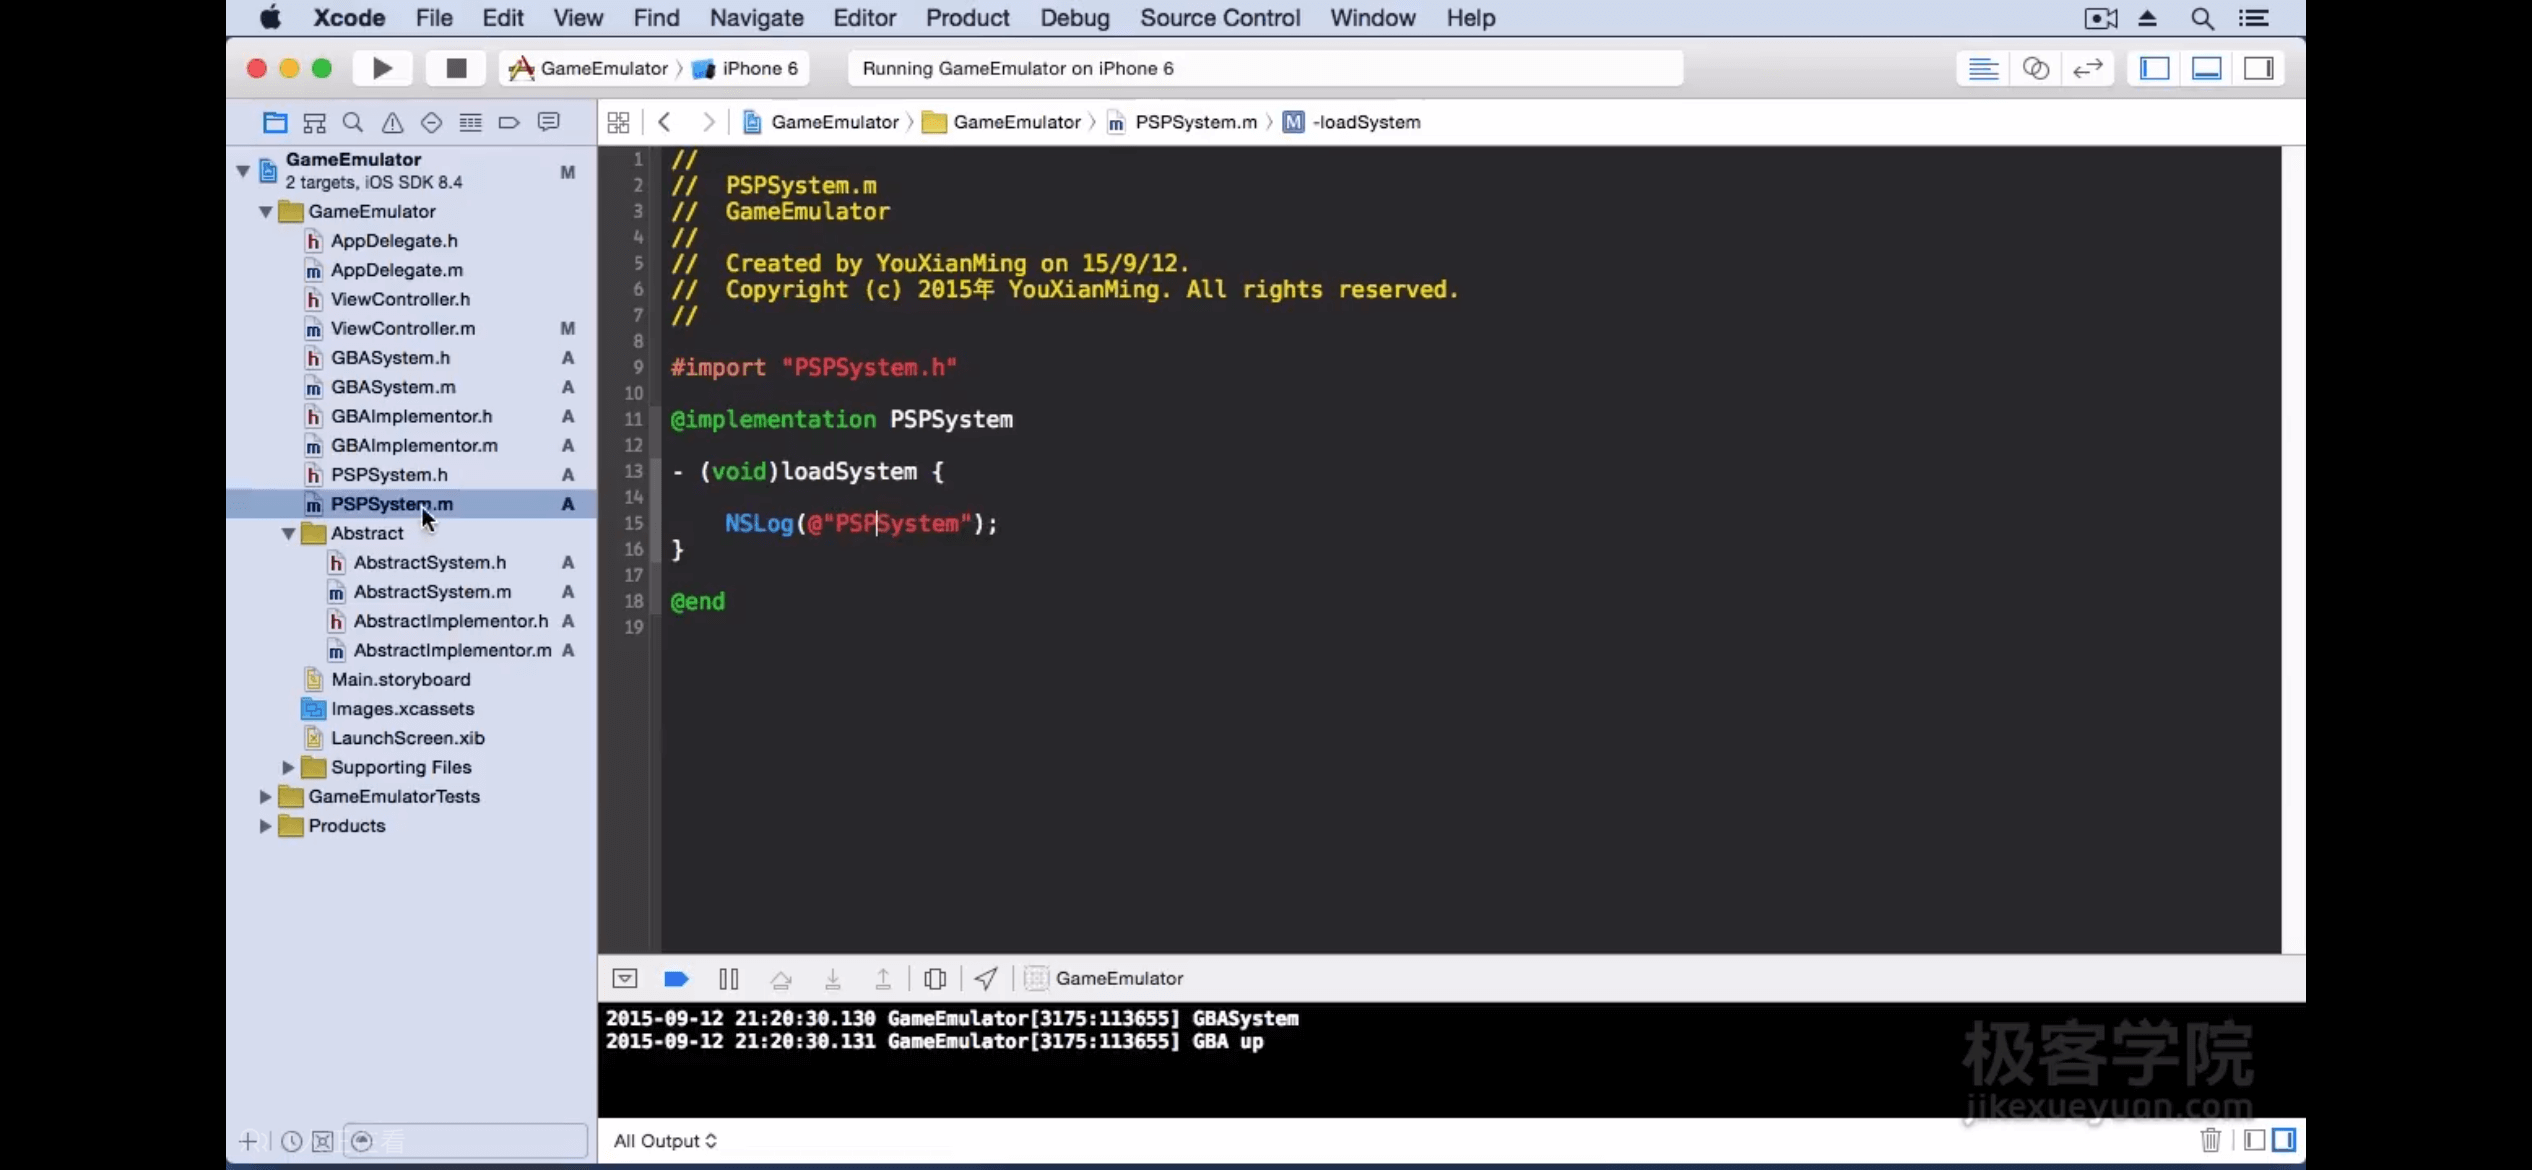 Xcode File Edit View Find Navigate Editor Product Debug Source Control Window Help
GameEmulator iPhone 6
Running GameEmulator on iPhone 6
GameEmulator GameEmulator PSPSystem.m M -loadSystem
GameEmulator
2 targets, iOS SDK 8.4 M
GameEmulator
h AppDelegate.h
m AppDelegate.m
h ViewController.h
m ViewController.m M
h GBASystem.h A
m GBASystem.m A
h GBAImplementor.h A
m GBAImplementor.m A
h PSPSystem.h A
m PSPSystem.m A
Abstract
h AbstractSystem.h A
m AbstractSystem.m A
h AbstractImplementor.h A
m AbstractImplementor.m A
Main.storyboard
Images.xcassets
LaunchScreen.xib
Supporting Files
GameEmulatorTests
Products
1 //
2 // PSPSystem.m
3 // GameEmulator
4 //
5 // Created by YouXianMing on 15/9/12.
6 // Copyright (c) 2015年 YouXianMing. All rights reserved.
7 //
8
9 #import "PSPSystem.h"
10
11 @implementation PSPSystem
12
13 - (void)loadSystem {
14
15 NSLog(@"PSPSystem");
16 }
17
18 @end
19
GameEmulator
2015-09-12 21:20:30.130 GameEmulator[3175:113655] GBASystem
2015-09-12 21:20:30.131 GameEmulator[3175:113655] GBA up
极客学院
jikexueyuan.com
All Output